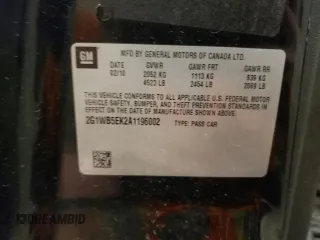 GM
MFD BY GENERAL MOTORS OF CANADA LTD.
DATE GVWR GAWR FRT GAWR RR
02/10 2052 KG 1113 KG 939 KG
4523 LB 2454 LB 2069 LB
THIS VEHICLE CONFORMS TO ALL APPLICABLE U.S. FEDERAL MOTOR
VEHICLE SAFETY, BUMPER, AND THEFT PREVENTION STANDARDS IN
EFFECT ON THE DATE OF MANUFACTURE SHOWN ABOVE.
2G1WB5EK2A1196002 TYPE: PASS CAR